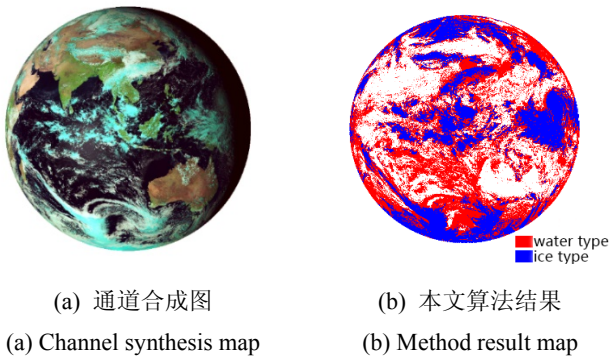 water type
ice type
(a) 通道合成图
(b) 本文算法结果
(a) Channel synthesis map
(b) Method result map